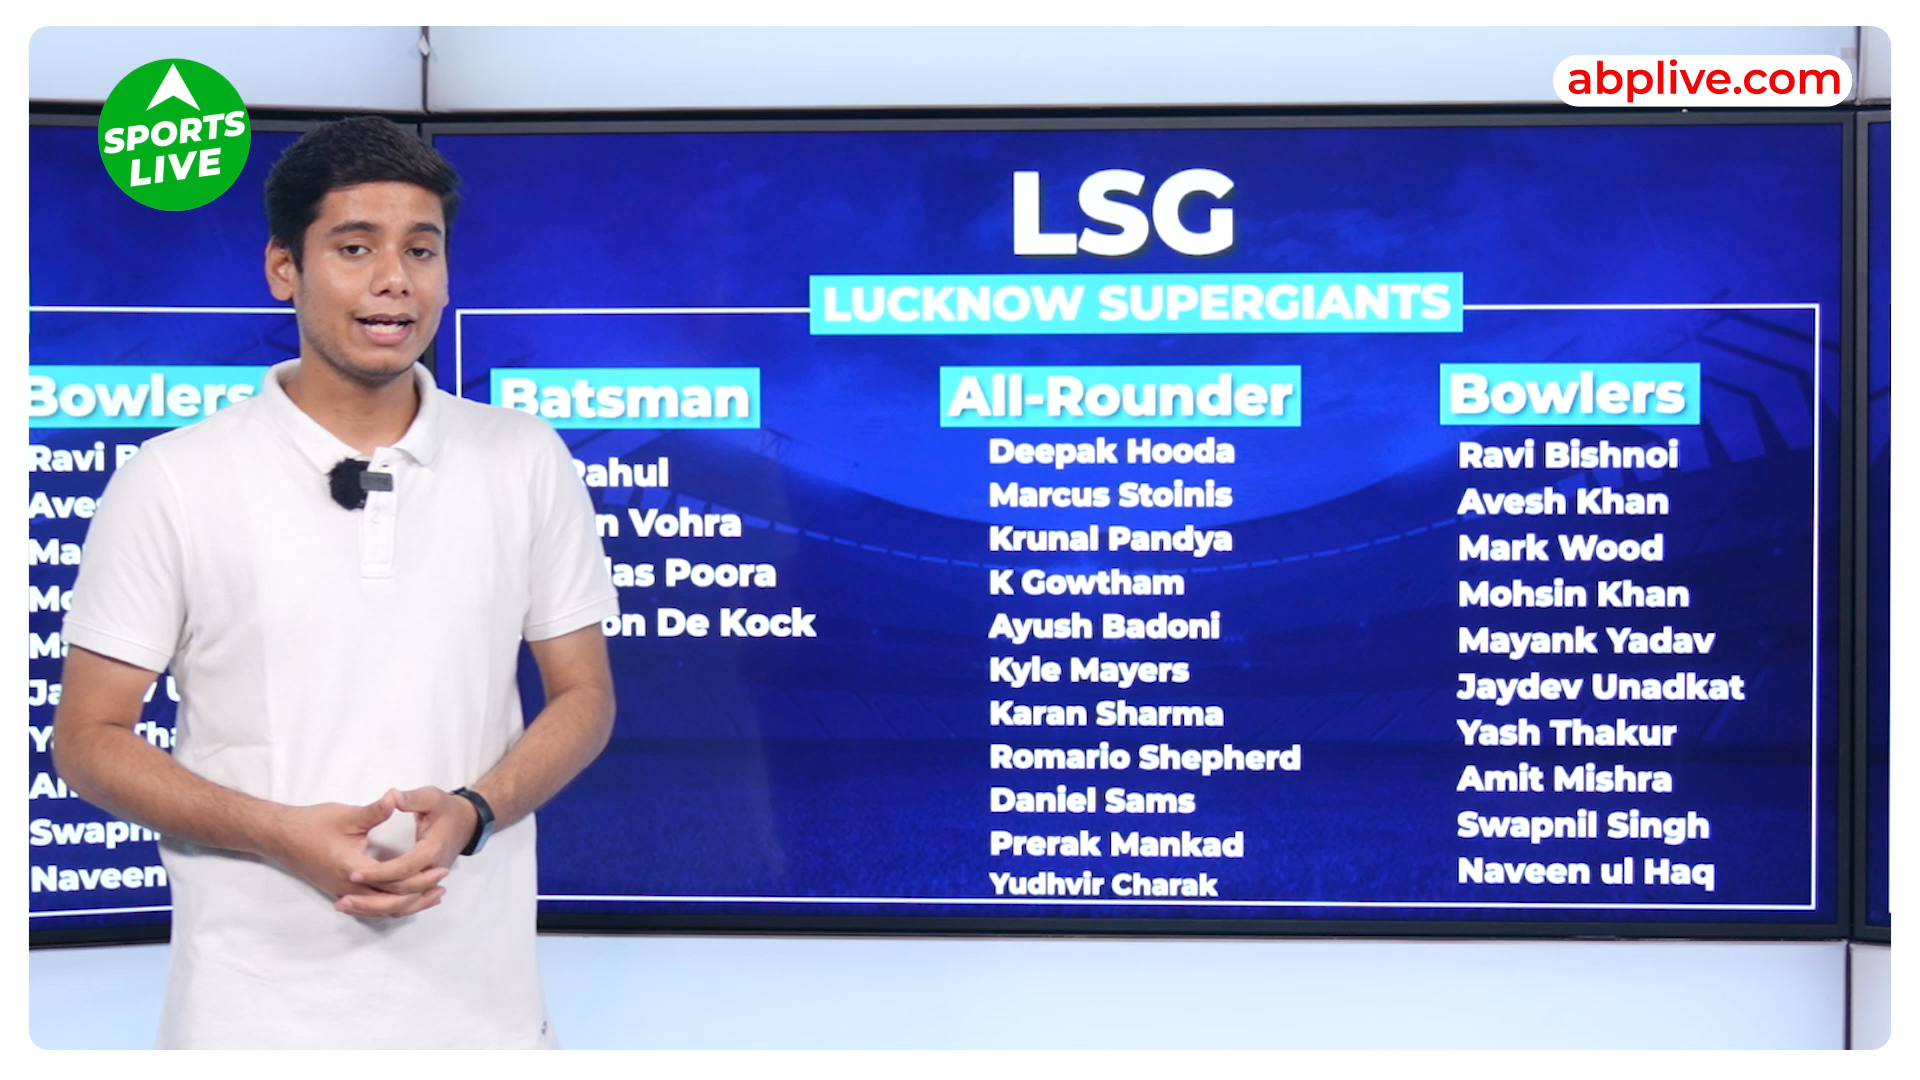 SPORTS
LIVE
abplive.com
LSG
LUCKNOW SUPERGIANTS
Batsman
Rahul
Vohra
Poora
De Kock
All-Rounder
Deepak Hooda
Marcus Stoinis
Krunal Pandya
K Gowtham
Ayush Badoni
Kyle Mayers
Karan Sharma
Romario Shepherd
Daniel Sams
Prerak Mankad
Yudhvir Charak
Bowlers
Ravi Bishnoi
Avesh Khan
Mark Wood
Mohsin Khan
Mayank Yadav
Jaydev Unadkat
Yash Thakur
Amit Mishra
Swapnil Singh
Naveen ul Haq
Bowlers
Ravi
Naveen